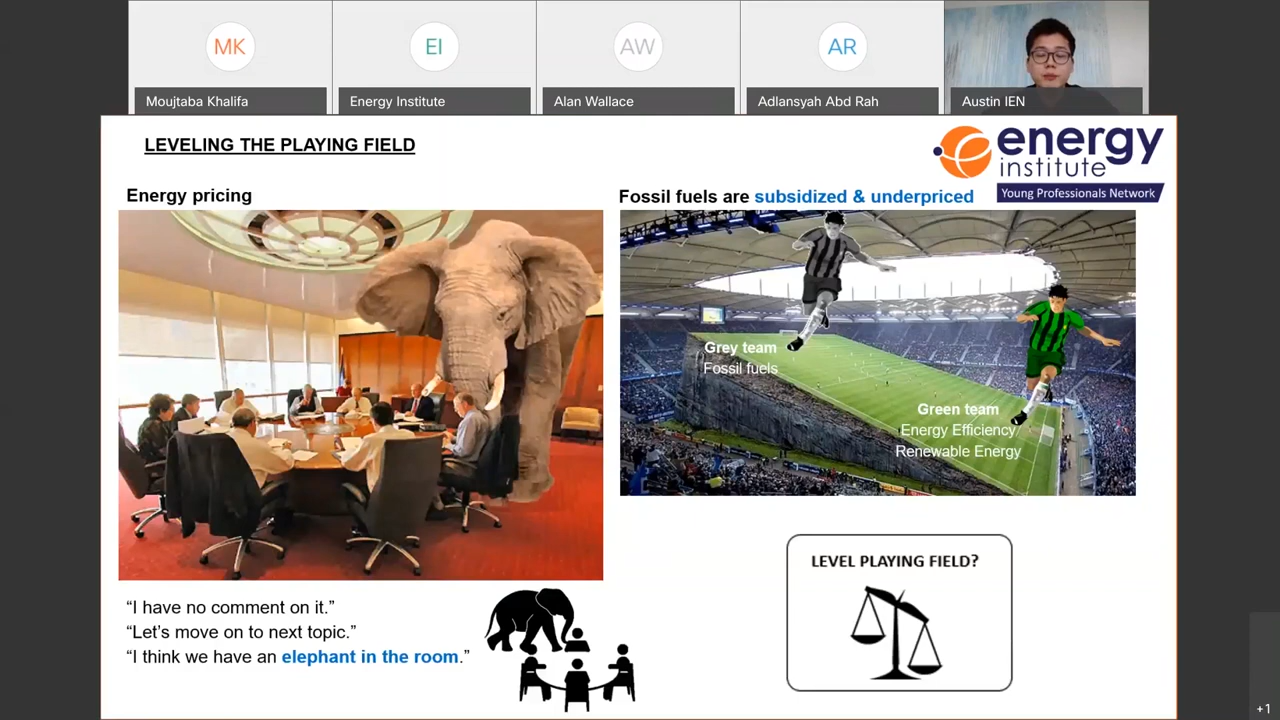 MK
EI
AW
AR
Moujtaba Khalifa
Energy Institute
Alan Wallace
Adlansyah Abd Rah
Austin IEN
LEVELING THE PLAYING FIELD
energy
institute
Young Professionals Network
Energy pricing
Fossil fuels are subsidized & underpriced
Grey team
Fossil fuels
Green team
Energy Efficiency
Renewable Energy
LEVEL PLAYING FIELD?
“I have no comment on it.”
“Let’s move on to next topic.”
“I think we have an elephant in the room.”
+1